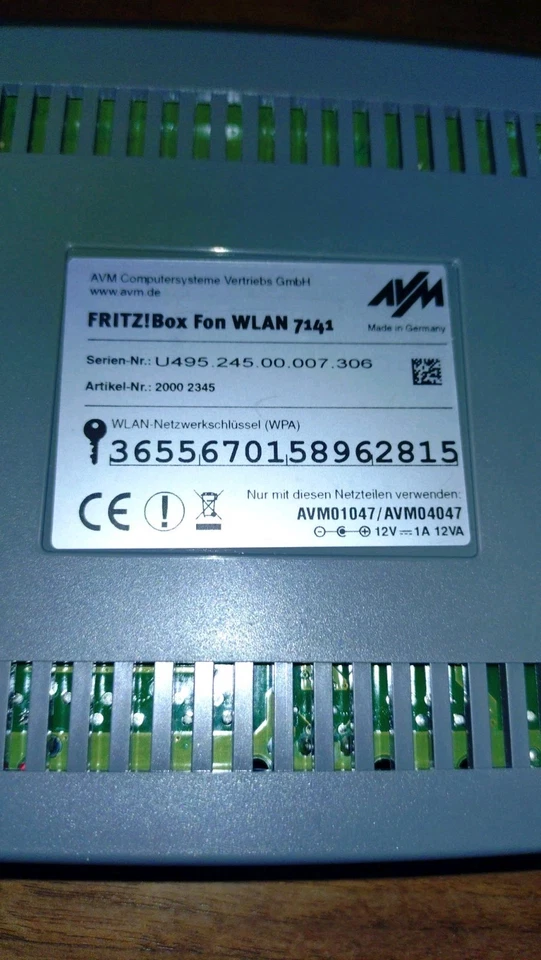 AVM Computersysteme Vertriebs GmbH
www.avm.de
AVM
FRITZ!Box Fon WLAN 7141
Made in Germany
Serien-Nr.: U495.245.00.007.306
Artikel-Nr.: 2000 2345
WLAN-Netzwerkschlüssel (WPA)
3655670158962815
CE
Nur mit diesen Netzteilen verwenden:
AVM01047/AVM04047
12V 1A 12VA